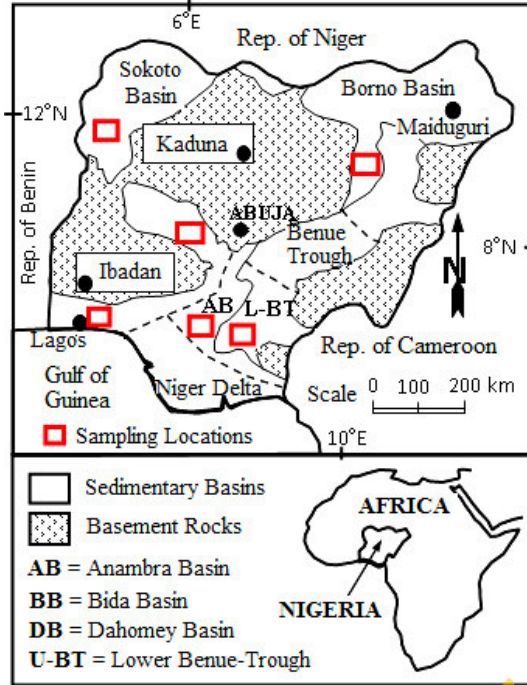 6°E
Rep. of Niger
Sokoto
Basin
Borno Basin
12°N
Maiduguri
Kaduna
Rep. of Benin
ABUJA
Benue
Trough
8°N
N
Ibadan
AB
L-BT
Lagos
Rep. of Cameroon
Gulf of
Guinea
Niger Delta
Scale
0 100 200 km
Sampling Locations
10°E
Sedimentary Basins
Basement Rocks
AB = Anambra Basin
BB = Bida Basin
DB = Dahomey Basin
U-BT = Lower Benue-Trough
AFRICA
NIGERIA